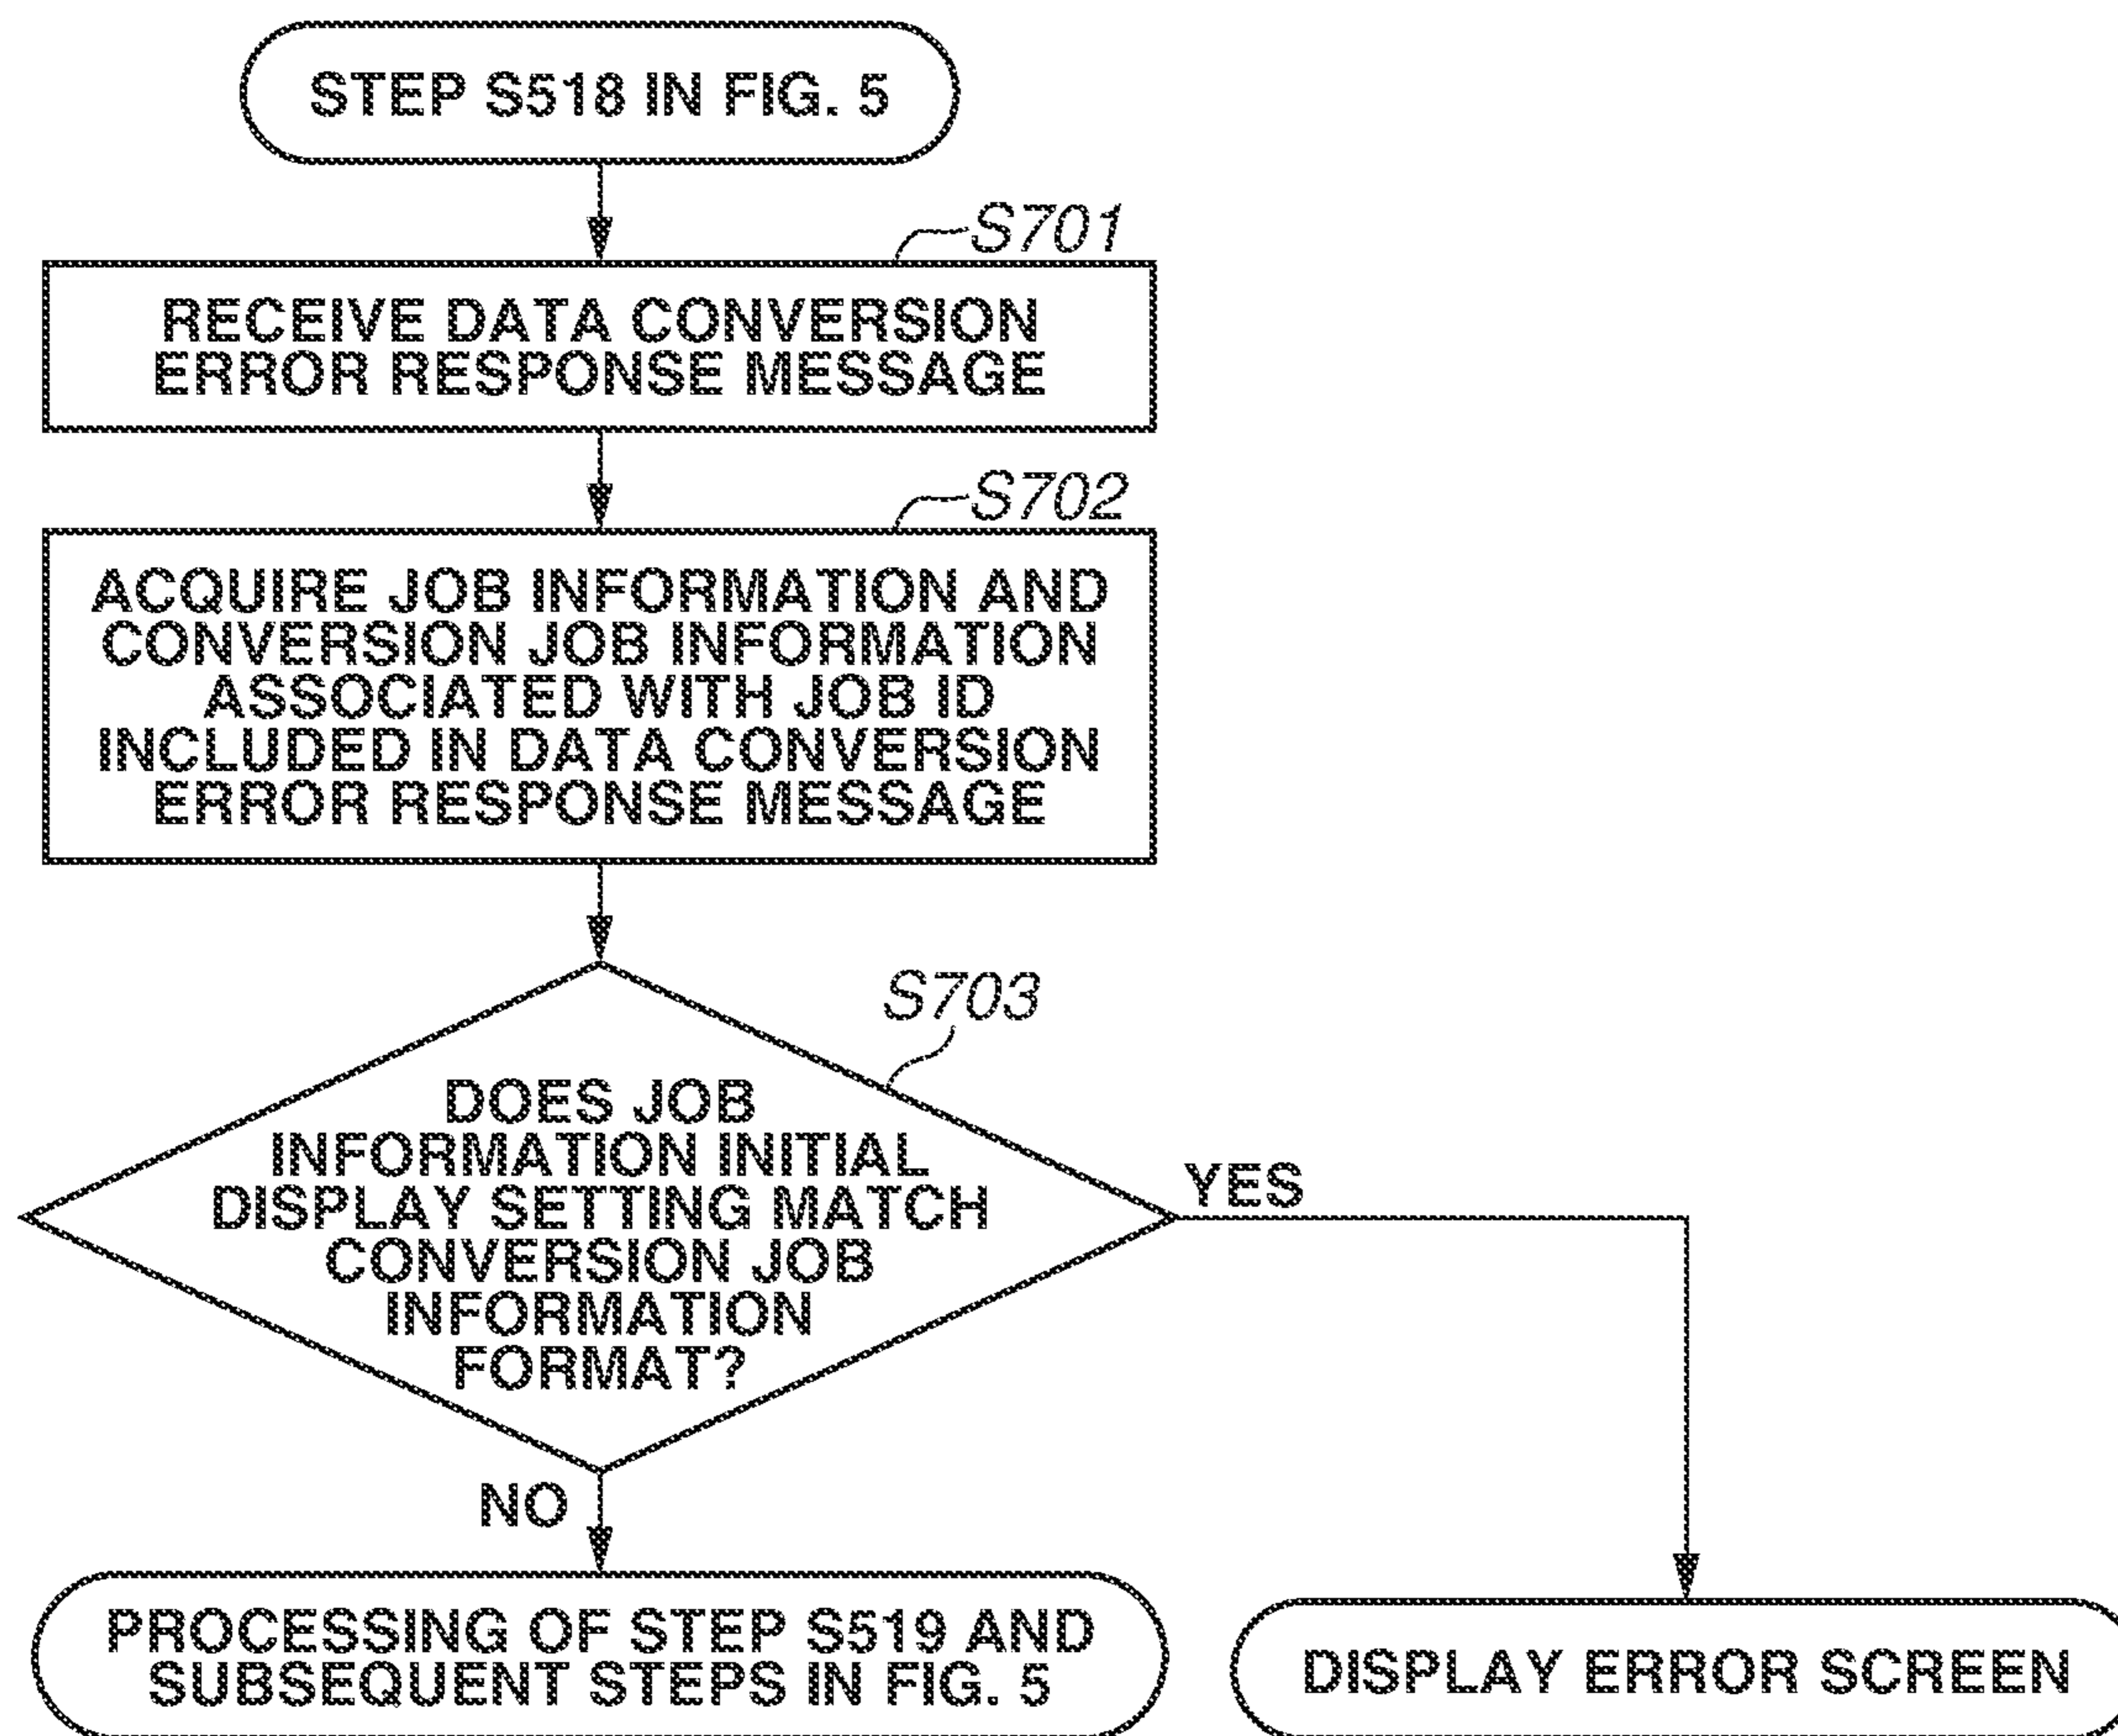 STEP S518 IN FIG. 5
S701
RECEIVE DATA CONVERSION
ERROR RESPONSE MESSAGE
S702
ACQUIRE JOB INFORMATION AND
CONVERSION JOB INFORMATION
ASSOCIATED WITH JOB ID
INCLUDED IN DATA CONVERSION
ERROR RESPONSE MESSAGE
S703
DOES JOB
INFORMATION INITIAL
DISPLAY SETTING MATCH
CONVERSION JOB
INFORMATION
FORMAT?
YES
NO
PROCESSING OF STEP S519 AND
SUBSEQUENT STEPS IN FIG. 5
DISPLAY ERROR SCREEN